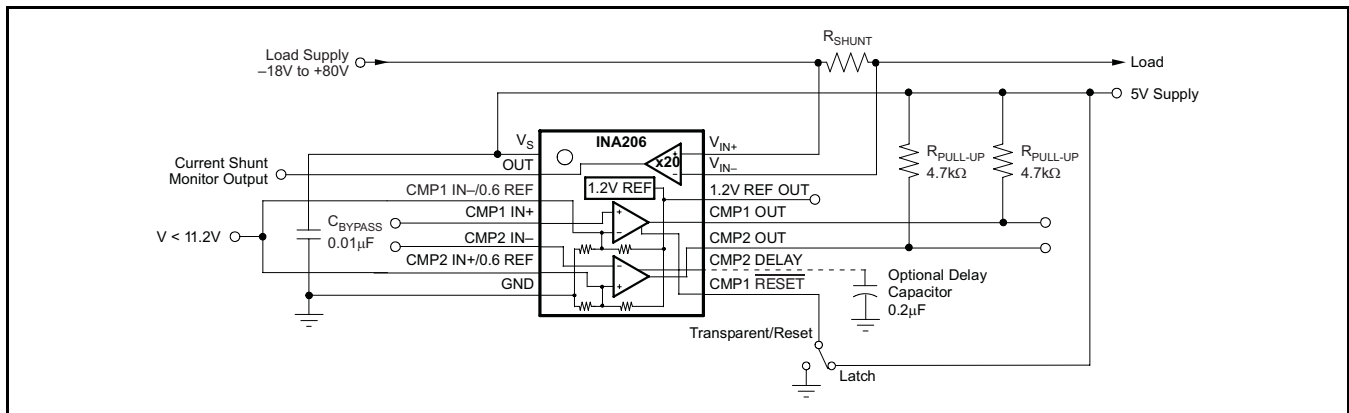 R_SHUNT
Load Supply
–18V to +80V
Load
5V Supply
V_S
INA206
V_IN+
OUT
x20
V_IN–
Current Shunt
Monitor Output
R_PULL-UP
4.7kΩ
R_PULL-UP
4.7kΩ
CMP1 IN–/0.6 REF
1.2V REF
1.2V REF OUT
CMP1 IN+
CMP1 OUT
V < 11.2V
C_BYPASS
0.01μF
CMP2 IN–
CMP2 OUT
CMP2 IN+/0.6 REF
CMP2 DELAY
GND
CMP1 R̅E̅S̅E̅T̅
Optional Delay
Capacitor
0.2μF
Transparent/Reset
Latch